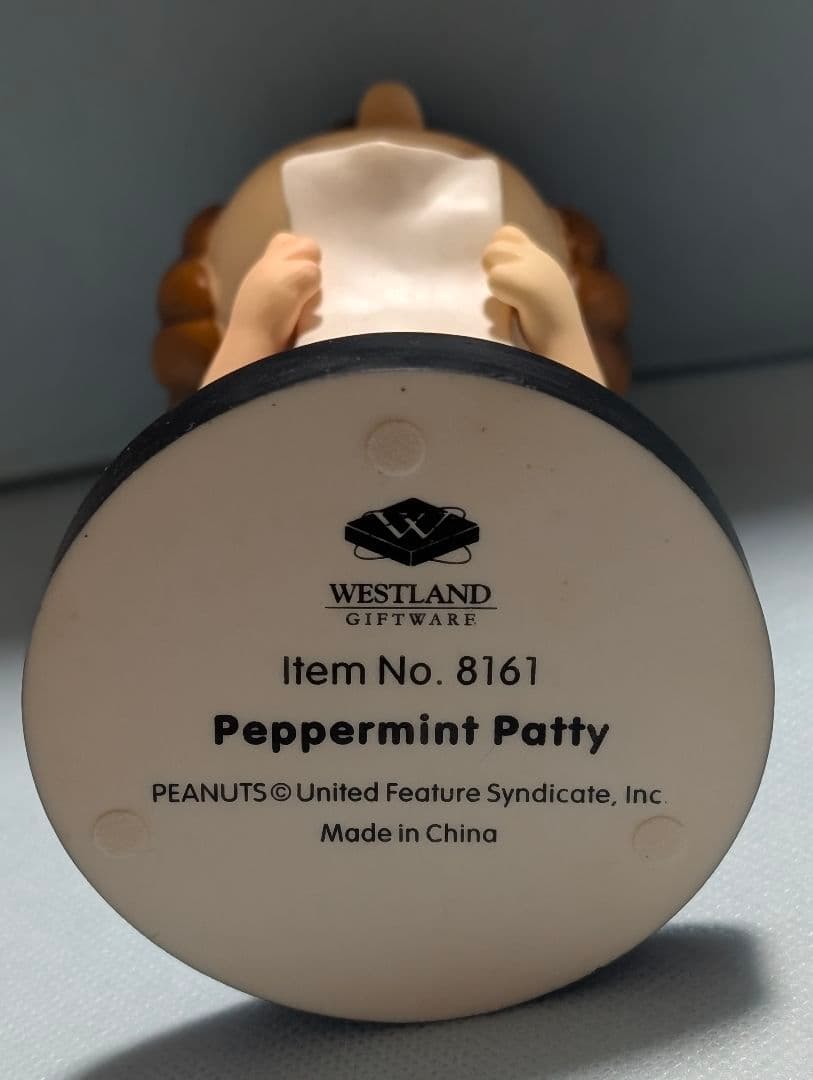 W
WESTLAND
GIFTWARE
Item No. 8161
Peppermint Patty
PEANUTS © United Feature Syndicate, Inc.
Made in China